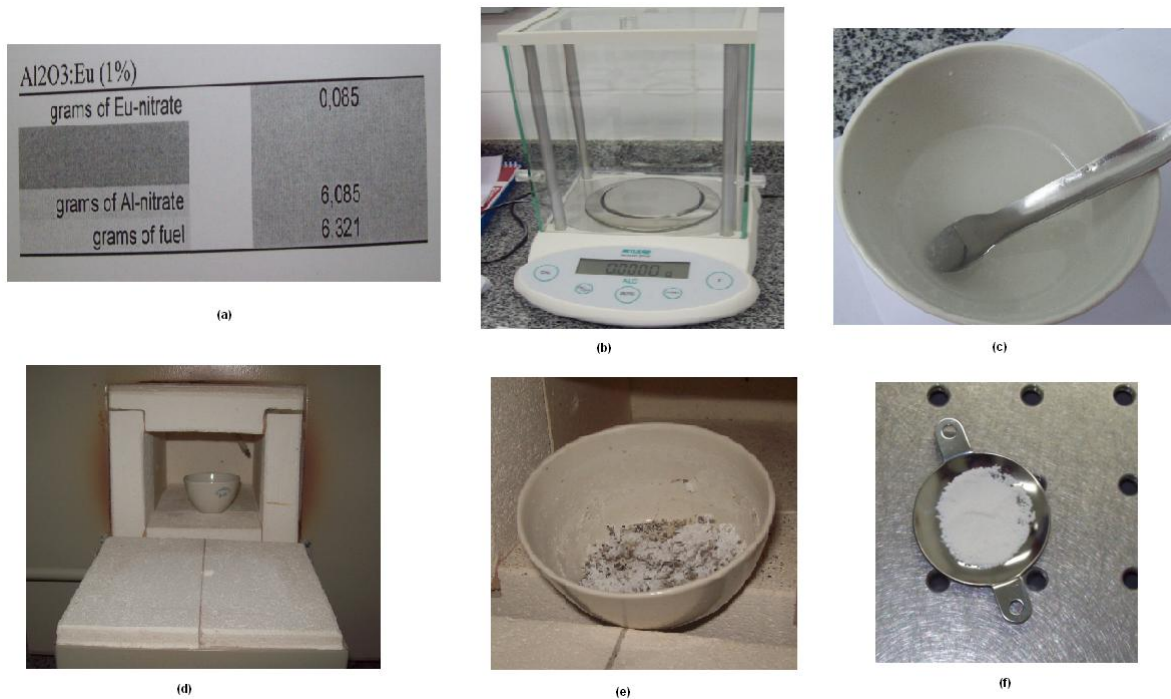 Al2O3:Eu (1%)
grams of Eu-nitrate 0,085
grams of Al-nitrate 6,085
grams of fuel 6.321
(a)
(b)
(c)
(d)
(e)
(f)